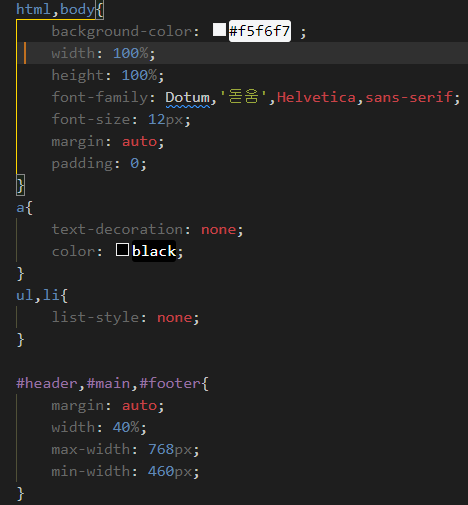 html,body{
background-color: #f5f6f7 ;
width: 100%;
height: 100%;
font-family: Dotum,'돋움',Helvetica,sans-serif;
font-size: 12px;
margin: auto;
padding: 0;
}
a{
text-decoration: none;
color: black;
}
ul,li{
list-style: none;
}
#header,#main,#footer{
margin: auto;
width: 40%;
max-width: 768px;
min-width: 460px;
}